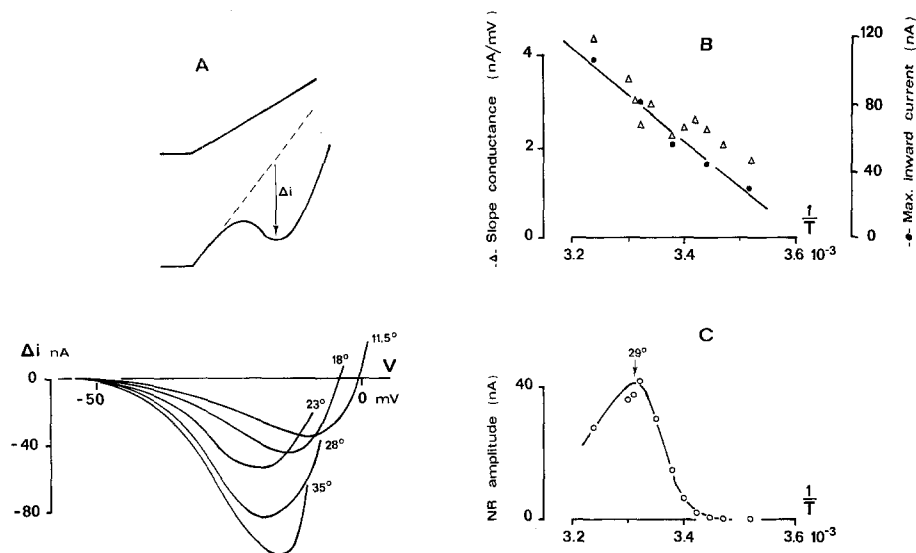 A
Δi
B
-Δ- Slope conductance (nA/mV)
4
2
0
-●- Max. inward current (nA)
120
80
40
0
1/T
3.2
3.4
3.6 10⁻³
Δi nA
0
-40
-80
-50
V
0
mV
11.5°
18°
23°
28°
35°
C
NR amplitude (nA)
40
0
29°
1/T
3.2
3.4
3.6 10⁻³